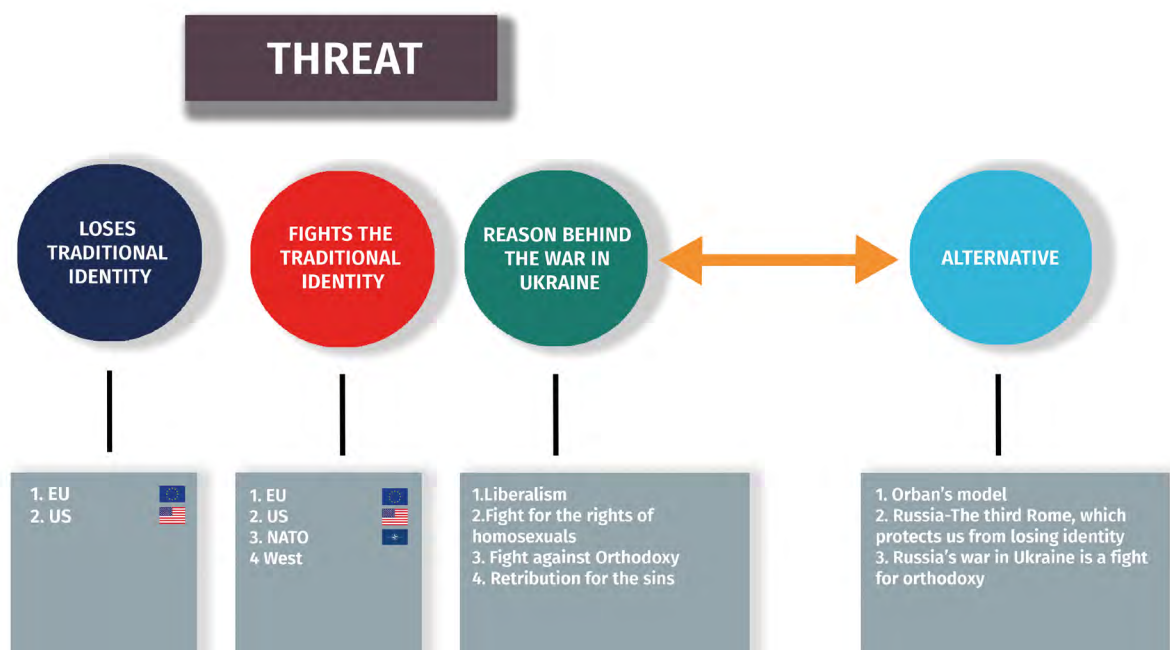 THREAT
LOSES
TRADITIONAL
IDENTITY
FIGHTS THE
TRADITIONAL
IDENTITY
REASON BEHIND
THE WAR IN
UKRAINE
ALTERNATIVE
1. EU
2. US
1. EU
2. US
3. NATO
4 West
1.Liberalism
2.Fight for the rights of
homosexuals
3. Fight against Orthodoxy
4. Retribution for the sins
1. Orban’s model
2. Russia-The third Rome, which
protects us from losing identity
3. Russia’s war in Ukraine is a fight
for orthodoxy